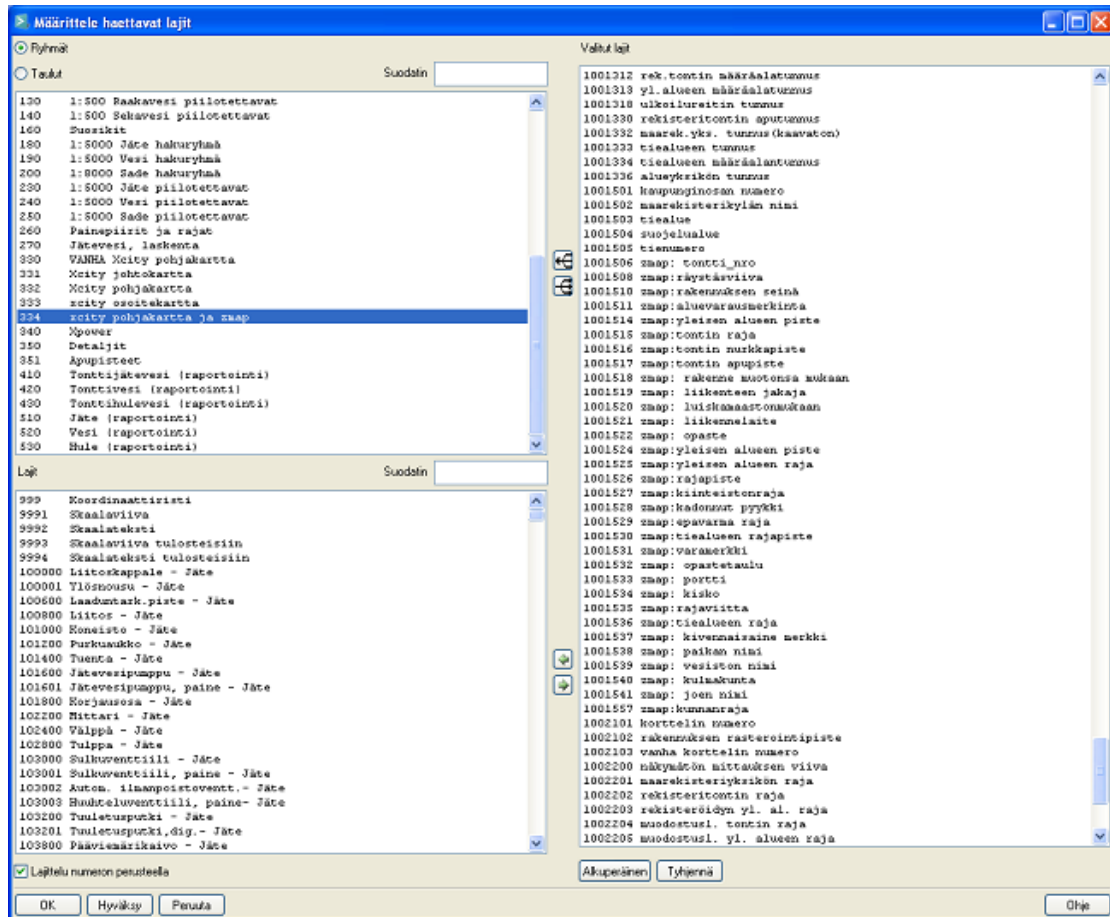 Määrittele haettavat lajit
Ryhmät
Taulut
Suodatin
130 1:500 Raakavesi piilotettavat
140 1:500 Sekavesi piilotettavat
160 Suosikit
180 1:5000 Jäte hakuryhmä
190 1:5000 Vesi hakuryhmä
200 1:8000 Sade hakuryhmä
230 1:5000 Jäte piilotettavat
240 1:5000 Vesi piilotettavat
250 1:5000 Sade piilotettavat
260 Painepiirit ja rajat
270 Jätevesi, laskenta
330 VANHA Xcity pohjakartta
331 Xcity johtokartta
332 Xcity pohjakartta
333 xcity osoitekartta
334 xcity pohjakartta ja zmap
340 Xpower
350 Detaljit
351 Apupisteet
410 Tonttijätevesi (raportointi)
420 Tonttivesi (raportointi)
430 Tonttihulevesi (raportointi)
510 Jäte (raportointi)
520 Vesi (raportointi)
530 Hule (raportointi)
Lajit
Suodatin
999 Koordinaattiristi
9991 Skaalaviiva
9992 Skaalateksti
9993 Skaalaviiva tulosteisiin
9994 Skaalateksti tulosteisiin
100000 Liitoskappale - Jäte
100001 Ylösnousu - Jäte
100600 Laaduntark.piste - Jäte
100800 Liitos - Jäte
101000 Koneisto - Jäte
101200 Purkuaukko - Jäte
101400 Tuenta - Jäte
101600 Jätevesipumppu - Jäte
101601 Jätevesipumppu, paine - Jäte
101800 Korjausosa - Jäte
102200 Mittari - Jäte
102400 Välppä - Jäte
102800 Tulppa - Jäte
103000 Sulkuventtiili - Jäte
103001 Sulkuventtiili, paine - Jäte
103002 Autom. ilmanpoistoventt.- Jäte
103003 Huuhteluventtiili, paine- Jäte
103200 Tuuletusputki - Jäte
103201 Tuuletusputki,dig.- Jäte
103800 Pääviemärikaivo - Jäte
Lajittelu numeron perusteella
Valitut lajit
1001312 rek.tontin määräalatunnus
1001313 yl.alueen määräalatunnus
1001318 ulkoilureitin tunnus
1001330 rekisteritontin aputunnus
1001332 maarek.yks. tunnus(kaavaton)
1001333 tiealueen tunnus
1001334 tiealueen määräalantunnus
1001336 alueyksikön tunnus
1001501 kaupunginosan numero
1001502 maarekisterikylän nimi
1001503 tiealue
1001504 suojelualue
1001505 tienumero
1001506 zmap: tontti_nro
1001508 zmap:räystäsviiva
1001510 zmap:rakennuksen seinä
1001511 zmap:aluevarausmerkinta
1001514 zmap:yleisen alueen piste
1001515 zmap:tontin raja
1001516 zmap:tontin nurkkapiste
1001517 zmap:tontin apupiste
1001518 zmap: rakenne muotonsa mukaan
1001519 zmap: liikenteen jakaja
1001520 zmap: luiskamaastonmukaan
1001521 zmap: liikennelaite
1001522 zmap: opaste
1001524 zmap:yleisen alueen piste
1001525 zmap:yleisen alueen raja
1001526 zmap:rajapiste
1001527 zmap:kiinteistonraja
1001528 zmap:kadonnut pyykki
1001529 zmap:epavarma raja
1001530 zmap:tiealueen rajapiste
1001531 zmap:varamerkki
1001532 zmap: opastetaulu
1001533 zmap: portti
1001534 zmap: kisko
1001535 zmap:rajaviitta
1001536 zmap:tiealueen raja
1001537 zmap: kivennaisaine merkki
1001538 zmap: paikan nimi
1001539 zmap: vesiston nimi
1001540 zmap: kulmakunta
1001541 zmap: joen nimi
1001557 zmap:kunnanraja
1002101 korttelin numero
1002102 rakennuksen rasterointipiste
1002103 vanha korttelin numero
1002200 näkymätön mittauksen viiva
1002201 maarekisteriyksikön raja
1002202 rekisteritontin raja
1002203 rekisteröidyn yl. al. raja
1002204 muodostusl. tontin raja
1002205 muodostusl. yl. alueen raja
Alkuperäinen
Tyhjennä
OK
Hyväksy
Peruuta
Ohje